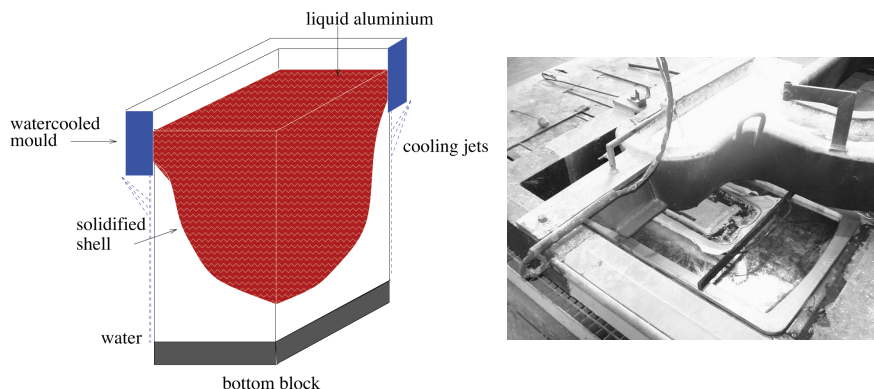 liquid aluminium
watercooled
mould
cooling jets
solidified
shell
water
bottom block